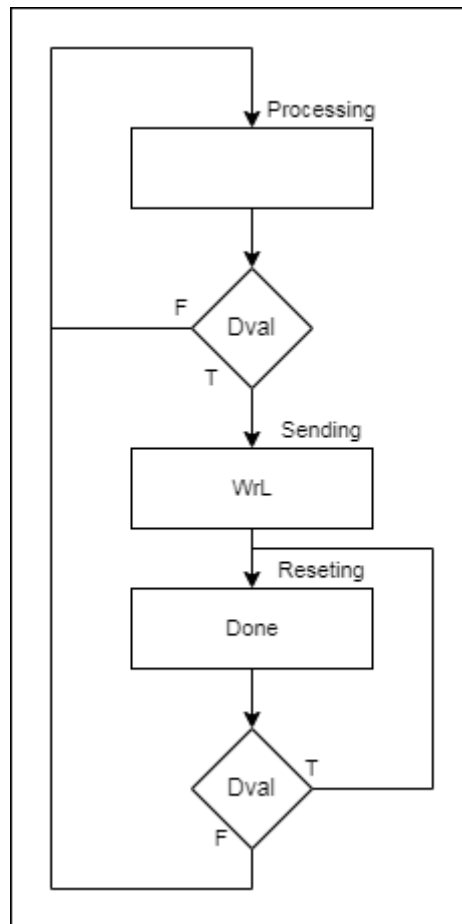 Processing
F
Dval
T
Sending
WrL
Reseting
Done
Dval
T
F